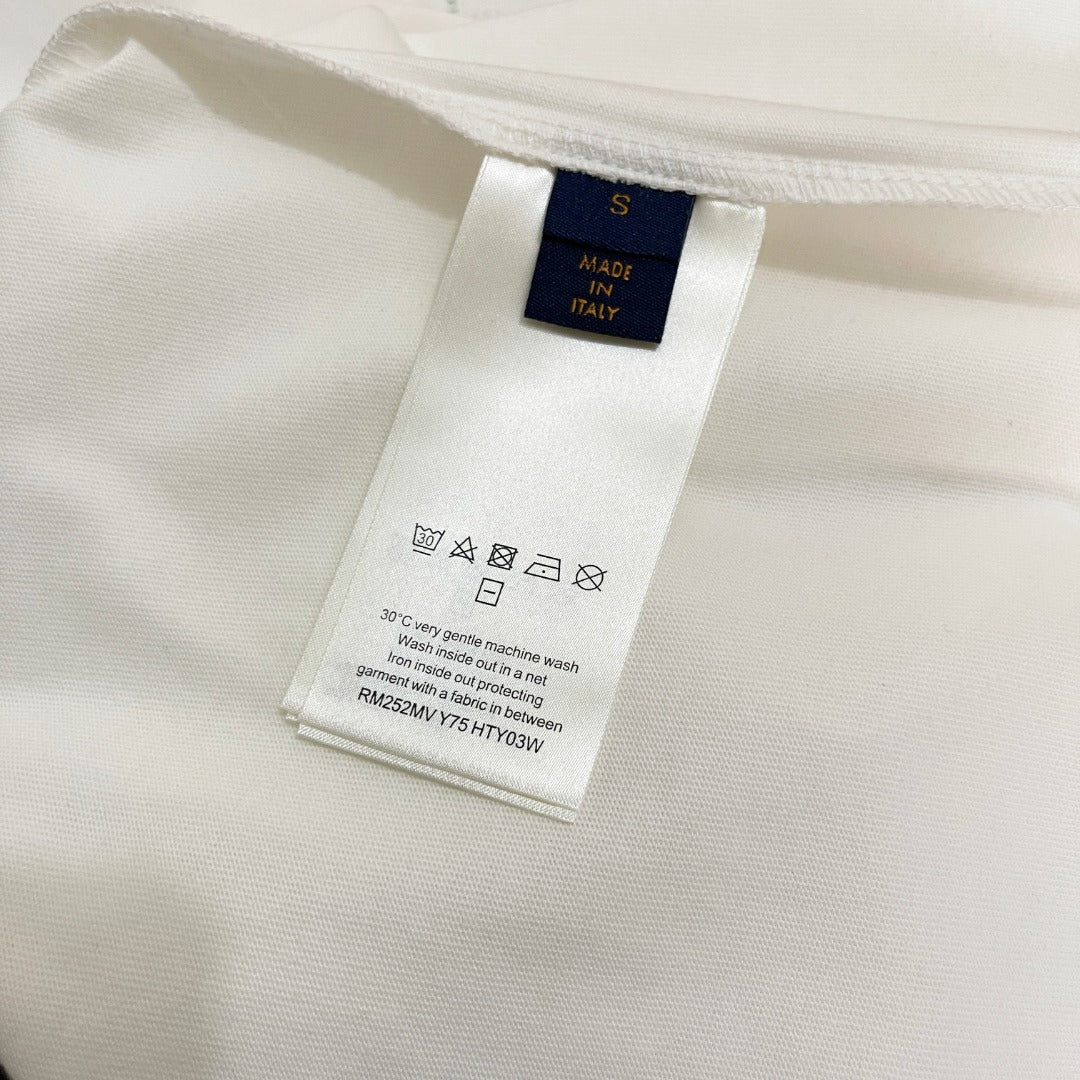 S
MADE
IN
ITALY
30
30°C very gentle machine wash
Wash inside out in a net
Iron inside out protecting
garment with a fabric in between
RM252MV Y75 HTY03W